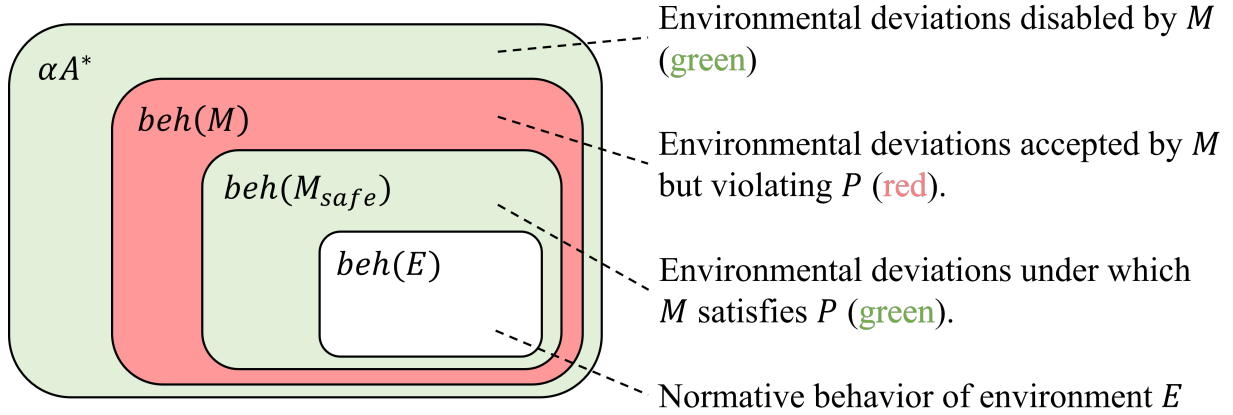 αA*
beh(M)
beh(M_safe)
beh(E)
Environmental deviations disabled by M
(green)
Environmental deviations accepted by M
but violating P (red).
Environmental deviations under which
M satisfies P (green).
Normative behavior of environment E